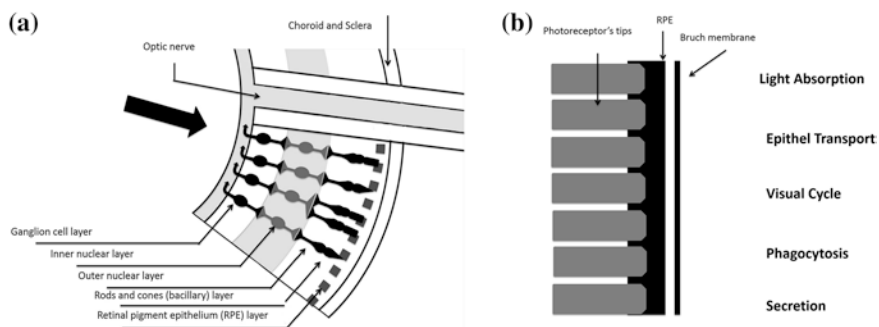 (a)
Choroid and Sclera
Optic nerve
Ganglion cell layer
Inner nuclear layer
Outer nuclear layer
Rods and cones (bacillary) layer
Retinal pigment epithelium (RPE) layer
(b)
RPE
Photoreceptor's tips
Bruch membrane
Light Absorption
Epithel Transport
Visual Cycle
Phagocytosis
Secretion